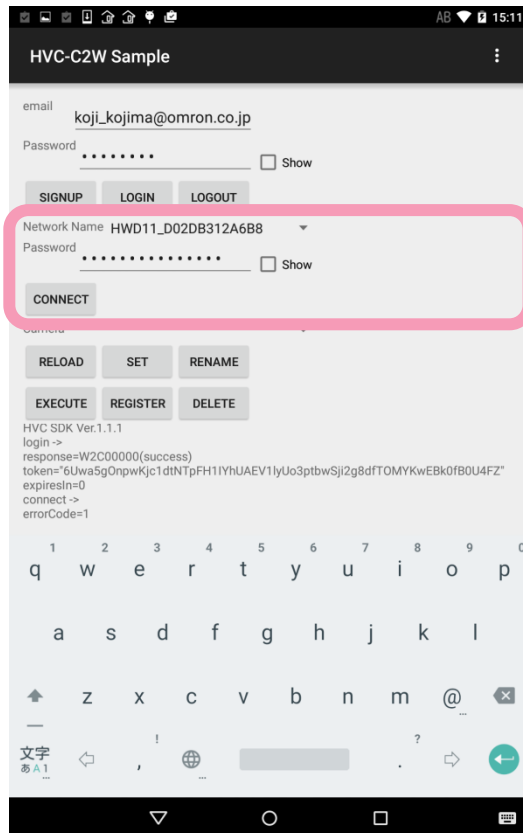 AB 15:11
HVC-C2W Sample
email
koji_kojima@omron.co.jp
Password
Show
SIGNUP LOGIN LOGOUT
Network Name HWD11_D02DB312A6B8
Password
Show
CONNECT
Camera
RELOAD SET RENAME
EXECUTE REGISTER DELETE
HVC SDK Ver.1.1.1
login ->
response=W2C00000(success)
token="6Uwa5gOnpwKjc1dtNTpFH1IYhUAEV1lyUo3ptbwSji2g8dfTOMYKwEBk0fB0U4FZ"
expiresIn=0
connect ->
errorCode=1
1 2 3 4 5 6 7 8 9 0
q w e r t y u i o p
a s d f g h j k l
z x c v b n m @
...
! ?
文字 , .
あA1
... ...